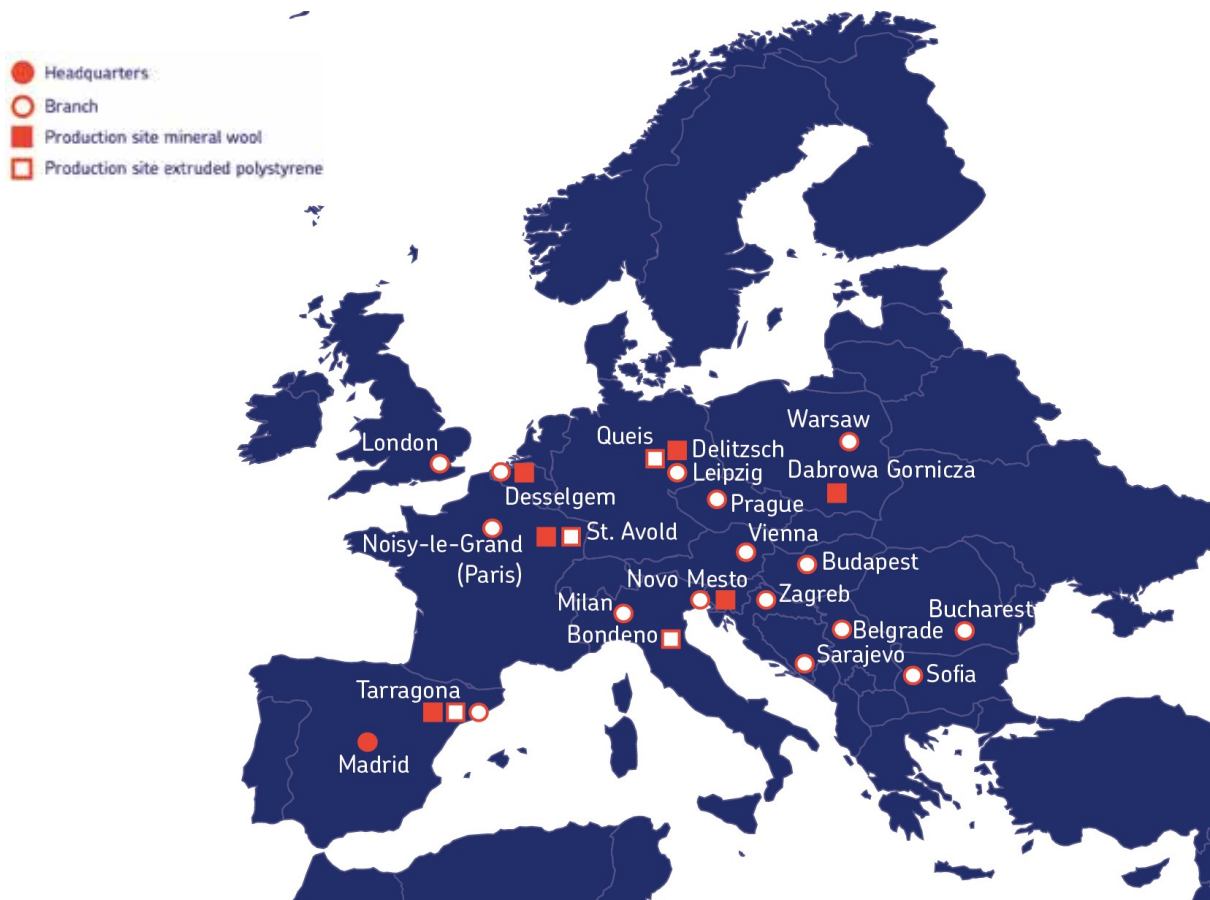 Headquarters
Branch
Production site mineral wool
Production site extruded polystyrene
Warsaw
Queis
London
Delitzsch
Dabrowa Gornicza
Leipzig
Desselgem
Prague
St. Avold
Vienna
Noisy-le-Grand
(Paris)
Budapest
Novo Mesto
Zagreb
Milan
Bucharest
Belgrade
Bondeno
Sarajevo
Sofia
Tarragona
Madrid